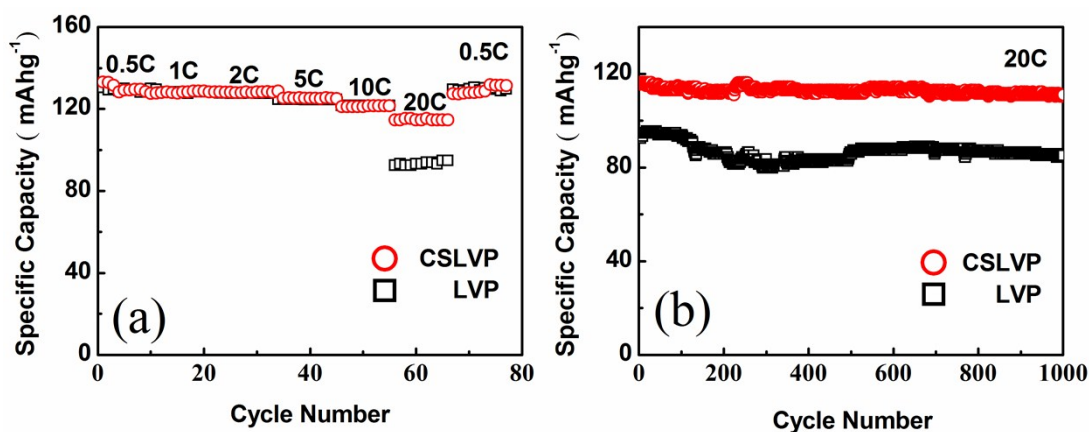 Specific Capacity ( mAhg⁻¹ )
160
120
80
40
0
0.5C
1C
2C
5C
10C
20C
0.5C
CSLVP
LVP
(a)
0 20 40 60 80
Cycle Number
Specific Capacity ( mAhg⁻¹ )
120
80
40
0
20C
CSLVP
LVP
(b)
0 200 400 600 800 1000
Cycle Number